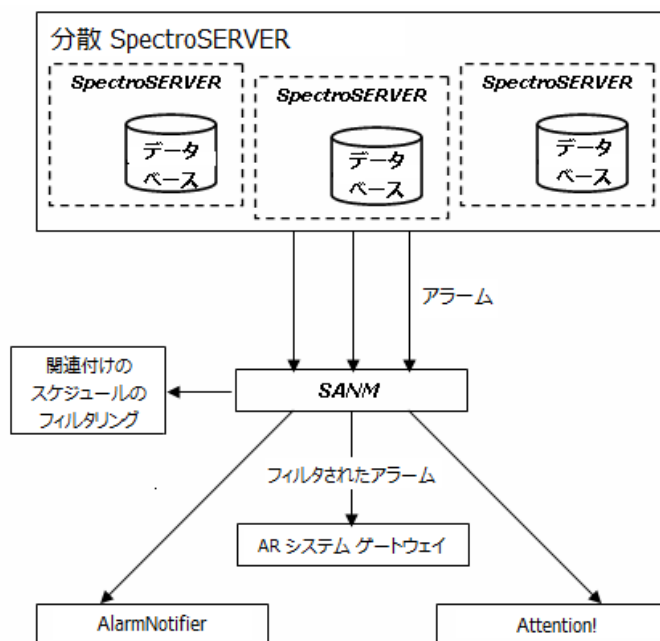 分散 SpectroSERVER
SpectroSERVER
データ
ベース
SpectroSERVER
データ
ベース
SpectroSERVER
データ
ベース
アラーム
関連付けの
スケジュールの
フィルタリング
SANM
フィルタされたアラーム
AR システム ゲートウェイ
AlarmNotifier
Attention!